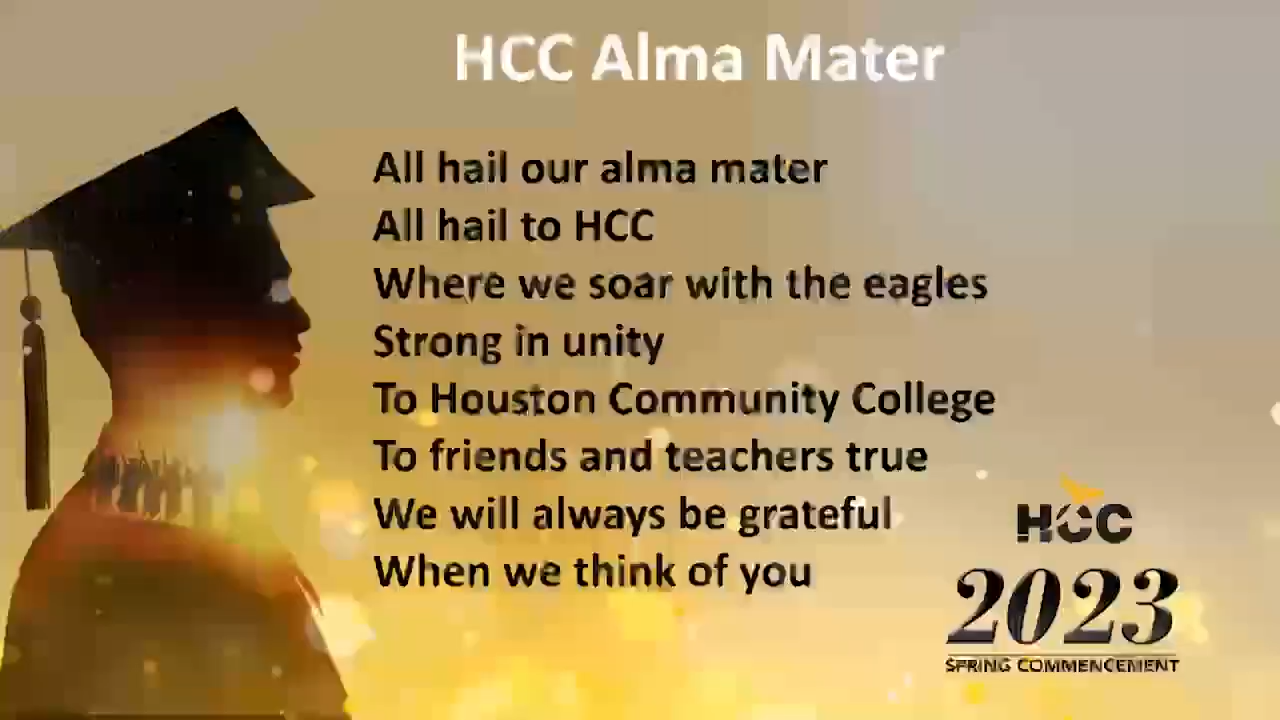 HCC Alma Mater
All hail our alma mater
All hail to HCC
Where we soar with the eagles
Strong in unity
To Houston Community College
To friends and teachers true
We will always be grateful
When we think of you
HCC
2023
SPRING COMMENCEMENT